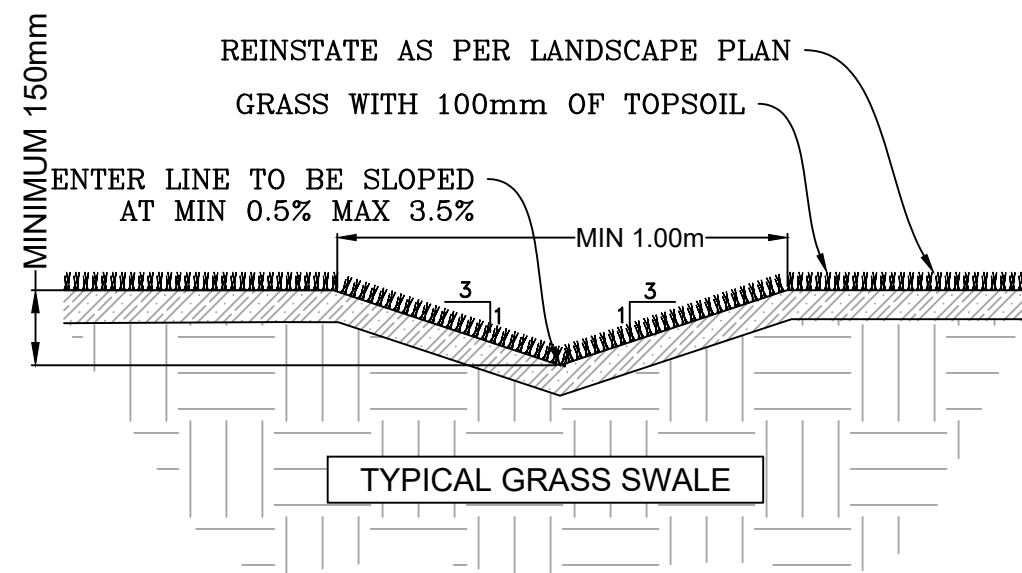 MINIMUM 150mm
REINSTATE AS PER LANDSCAPE PLAN
GRASS WITH 100mm OF TOPSOIL
ENTER LINE TO BE SLOPED
AT MIN 0.5% MAX 3.5%
MIN 1.00m
3
1
3
1
TYPICAL GRASS SWALE